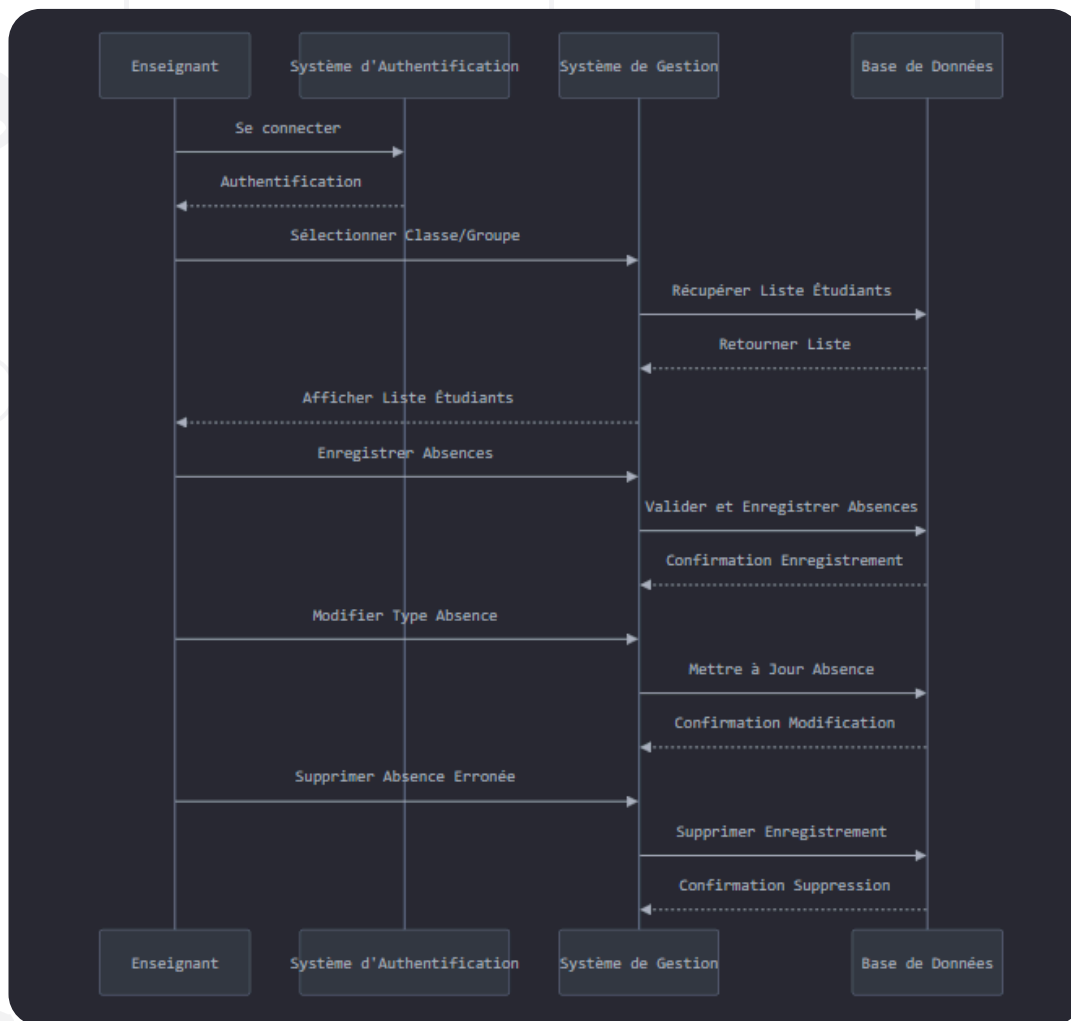 Enseignant
Système d'Authentification
Système de Gestion
Base de Données
Se connecter
Authentification
Sélectionner Classe/Groupe
Récupérer Liste Étudiants
Retourner Liste
Afficher Liste Étudiants
Enregistrer Absences
Valider et Enregistrer Absences
Confirmation Enregistrement
Modifier Type Absence
Mettre à Jour Absence
Confirmation Modification
Supprimer Absence Erronée
Supprimer Enregistrement
Confirmation Suppression
Enseignant
Système d'Authentification
Système de Gestion
Base de Données